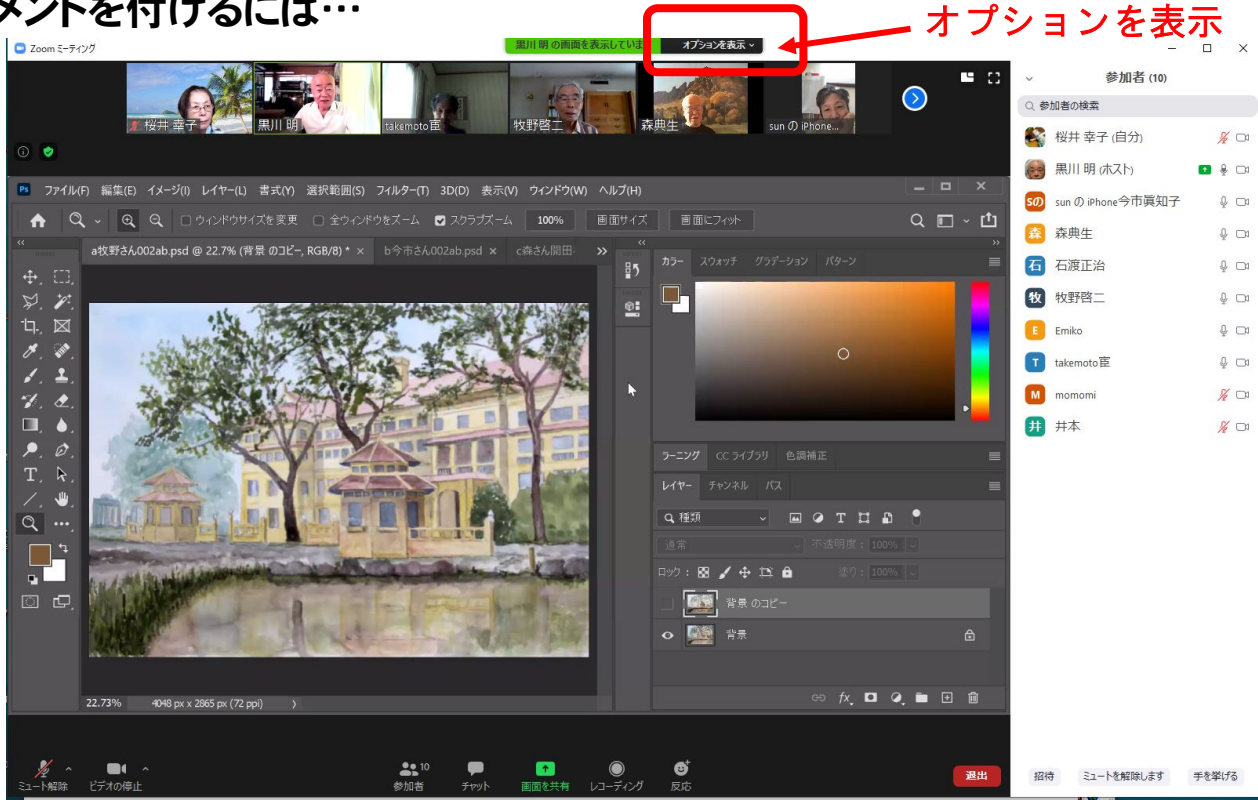 メントを付けるには…
オプションを表示
Zoom ミーティング
黒川 明 の画面を表示していま
オプションを表示
桜井 幸子
黒川 明
takemoto宦
牧野啓二
森典生
sun の iPhone...
参加者 (10)
参加者の検索
桜井 幸子 (自分)
黒川 明 (ホスト)
sの sun の iPhone今市眞知子
森 森典生
石 石渡正治
牧 牧野啓二
E Emiko
T takemoto宦
M momomi
井 井本
Ps ファイル(F) 編集(E) イメージ(I) レイヤー(L) 書式(Y) 選択範囲(S) フィルター(T) 3D(D) 表示(V) ウィンドウ(W) ヘルプ(H)
ウィンドウサイズを変更 全ウィンドウをズーム スクラブズーム 100% 画面サイズ 画面にフィット
a牧野さん002ab.psd @ 22.7% (背景 のコピー, RGB/8) * × b今市さん002ab.psd × c森さん開田
カラー スウォッチ グラデーション パターン
ラーニング CC ライブラリ 色調補正
レイヤー チャンネル パス
種類
通常 不透明度: 100%
ロック: 塗り: 100%
背景 のコピー
背景
fx
22.73% 4048 px x 2865 px (72 ppi)
10
ミュート解除 ビデオの停止 参加者 チャット 画面を共有 レコーディング 反応 退出
招待 ミュートを解除します 手を挙げる